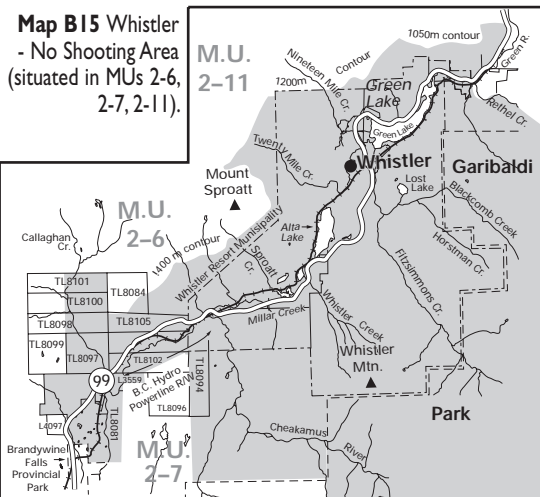 Map B15 Whistler
- No Shooting Area
(situated in MUs 2-6,
2-7, 2-11).
M.U.
2–11
1050m contour
Green R.
Nineteen Mile Cr.
Contour
1200m
Green
Lake
Green Lake
Rethel Cr.
Twenty Mile Cr.
Whistler
Garibaldi
Mount
Sproatt
Lost
Lake
Blackcomb Creek
M.U.
2–6
Callaghan
Cr.
1400 m contour
Whistler Resort Munisipality
Alta
Lake
Sproatt
Cr.
Fitzsimmons Cr.
Horstman Cr.
TL8101
TL8084
TL8100
TL8098
TL8105
TL8099
TL8097
TL8102
Millar Creek
Whistler Creek
Whistler
Mtn.
99
L3559
B.C. Hydro
Powerline R/W
TL8094
TL8096
TL8081
L4097
Park
Brandywine
Falls
Provincial
Park
M.U.
2–7
Cheakamus
River